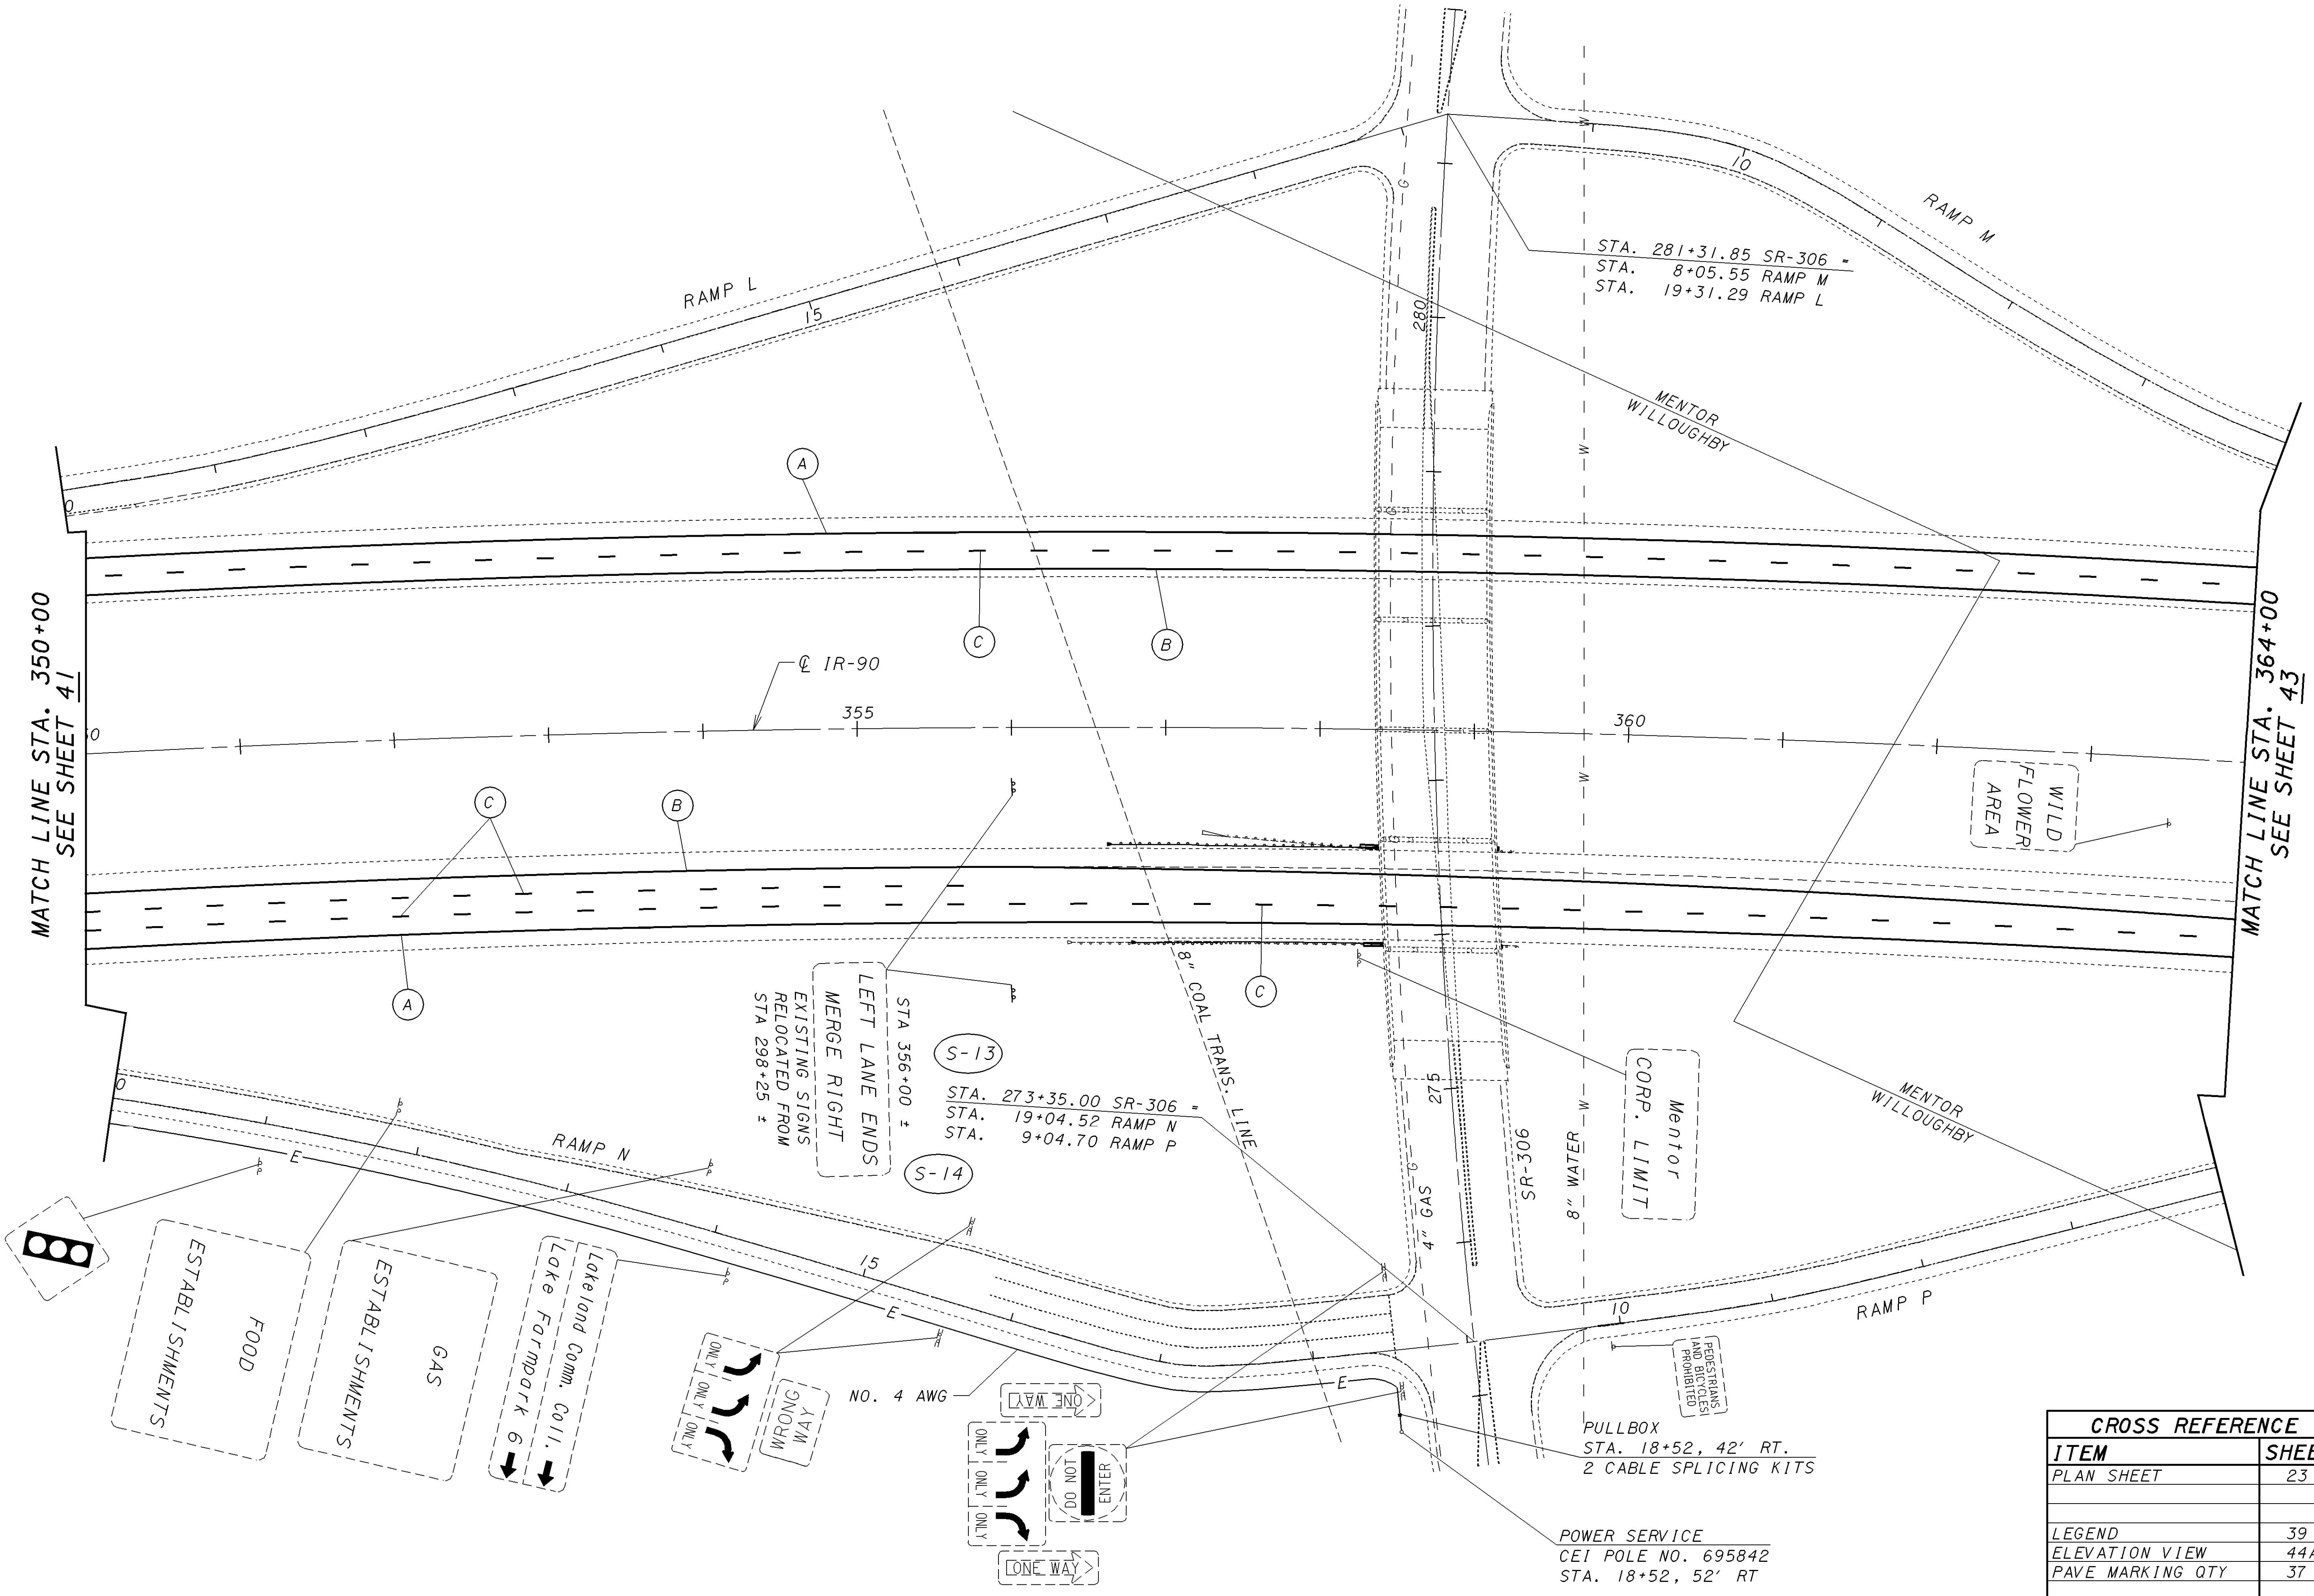 RAMP L
15
RAMP M
10
STA. 281+31.85 SR-306 =
STA. 8+05.55 RAMP M
STA. 19+31.29 RAMP L
280
MENTOR
WILLOUGHBY
G
W
A
0
MATCH LINE STA. 350+00
SEE SHEET 41
C
B
℄ IR-90
355
360
MATCH LINE STA. 364+00
SEE SHEET 43
WILD
FLOWER
AREA
C
B
A
C
STA 356+00 ±
LEFT LANE ENDS
MERGE RIGHT
EXISTING SIGNS
RELOCATED FROM
STA 298+25 ±
S-13
S-14
STA. 273+35.00 SR-306 =
STA. 19+04.52 RAMP N
STA. 9+04.70 RAMP P
8" COAL TRANS. LINE
275
4" GAS
SR-306
8" WATER
Mentor
CORP. LIMIT
MENTOR
WILLOUGHBY
0
RAMP N
E
15
E
E
10
RAMP P
FOOD
ESTABLISHMENTS
GAS
ESTABLISHMENTS
Lakeland Comm. Coll.
Lake Farmpark 6
ONLY
ONLY
ONLY
WRONG
WAY
NO. 4 AWG
ONE WAY
ONLY
ONLY
ONLY
DO NOT
ENTER
ONE WAY
PEDESTRIANS
AND BICYCLES
PROHIBITED
PULLBOX
STA. 18+52, 42' RT.
2 CABLE SPLICING KITS
POWER SERVICE
CEI POLE NO. 695842
STA. 18+52, 52' RT
CROSS REFERENCE
ITEM SHEE
PLAN SHEET 23
LEGEND 39
ELEVATION VIEW 44A
PAVE MARKING QTY 37